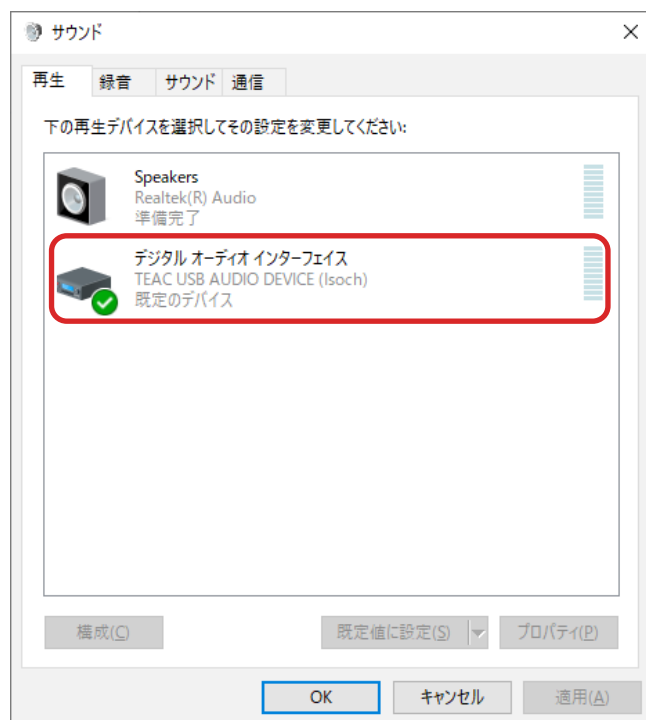 サウンド
再生
録音
サウンド
通信
下の再生デバイスを選択してその設定を変更してください:
Speakers
Realtek(R) Audio
準備完了
デジタル オーディオ インターフェイス
TEAC USB AUDIO DEVICE (Isoch)
既定のデバイス
構成(C)
既定値に設定(S)
プロパティ(P)
OK
キャンセル
適用(A)